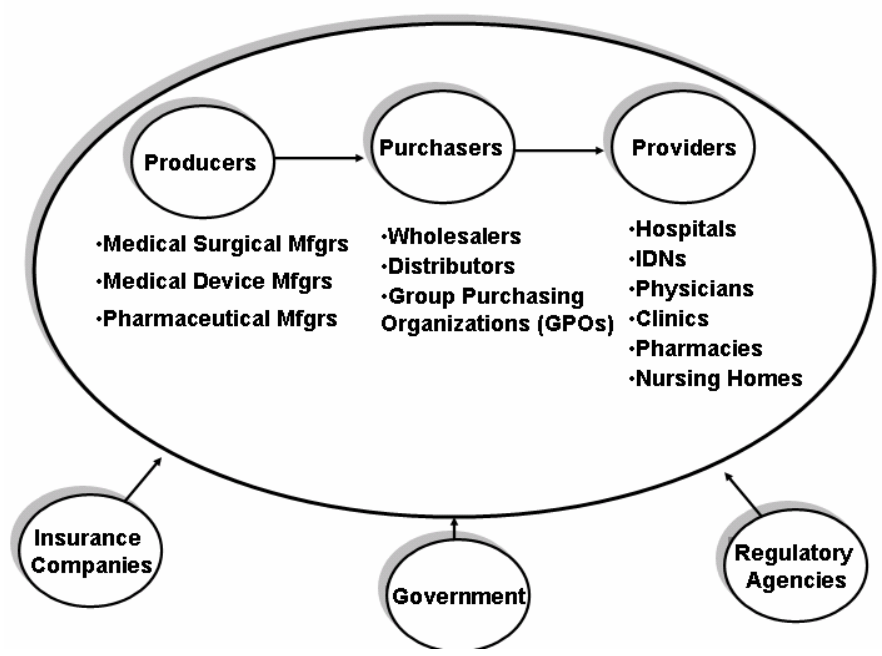 Producers
Purchasers
Providers
•Medical Surgical Mfgrs
•Medical Device Mfgrs
•Pharmaceutical Mfgrs
•Wholesalers
•Distributors
•Group Purchasing
Organizations (GPOs)
•Hospitals
•IDNs
•Physicians
•Clinics
•Pharmacies
•Nursing Homes
Insurance
Companies
Government
Regulatory
Agencies